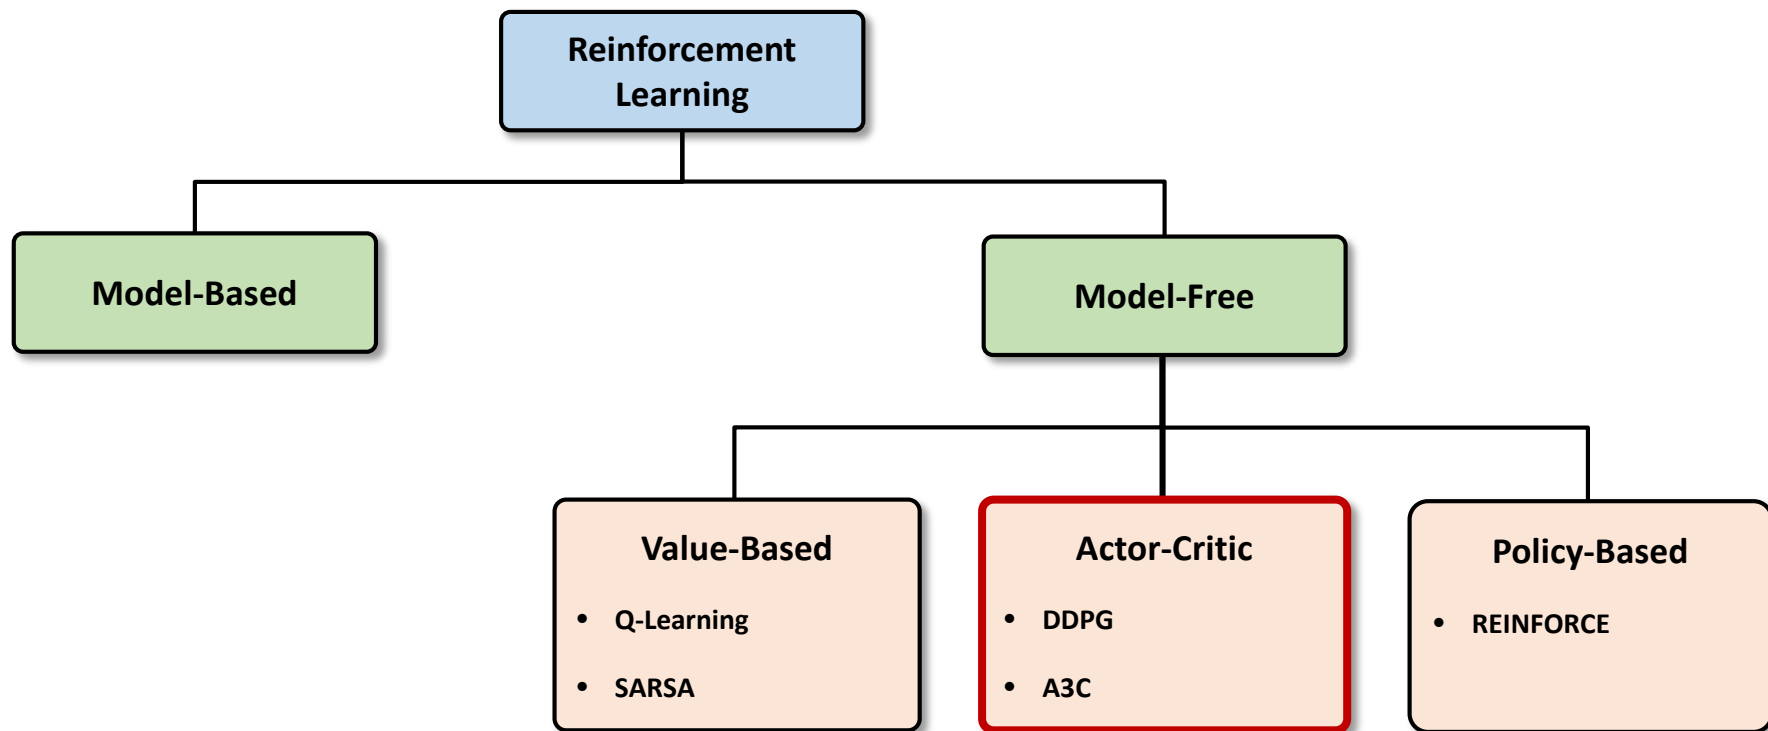 Reinforcement
Learning
Model-Based
Model-Free
Value-Based
• Q-Learning
• SARSA
Actor-Critic
• DDPG
• A3C
Policy-Based
• REINFORCE